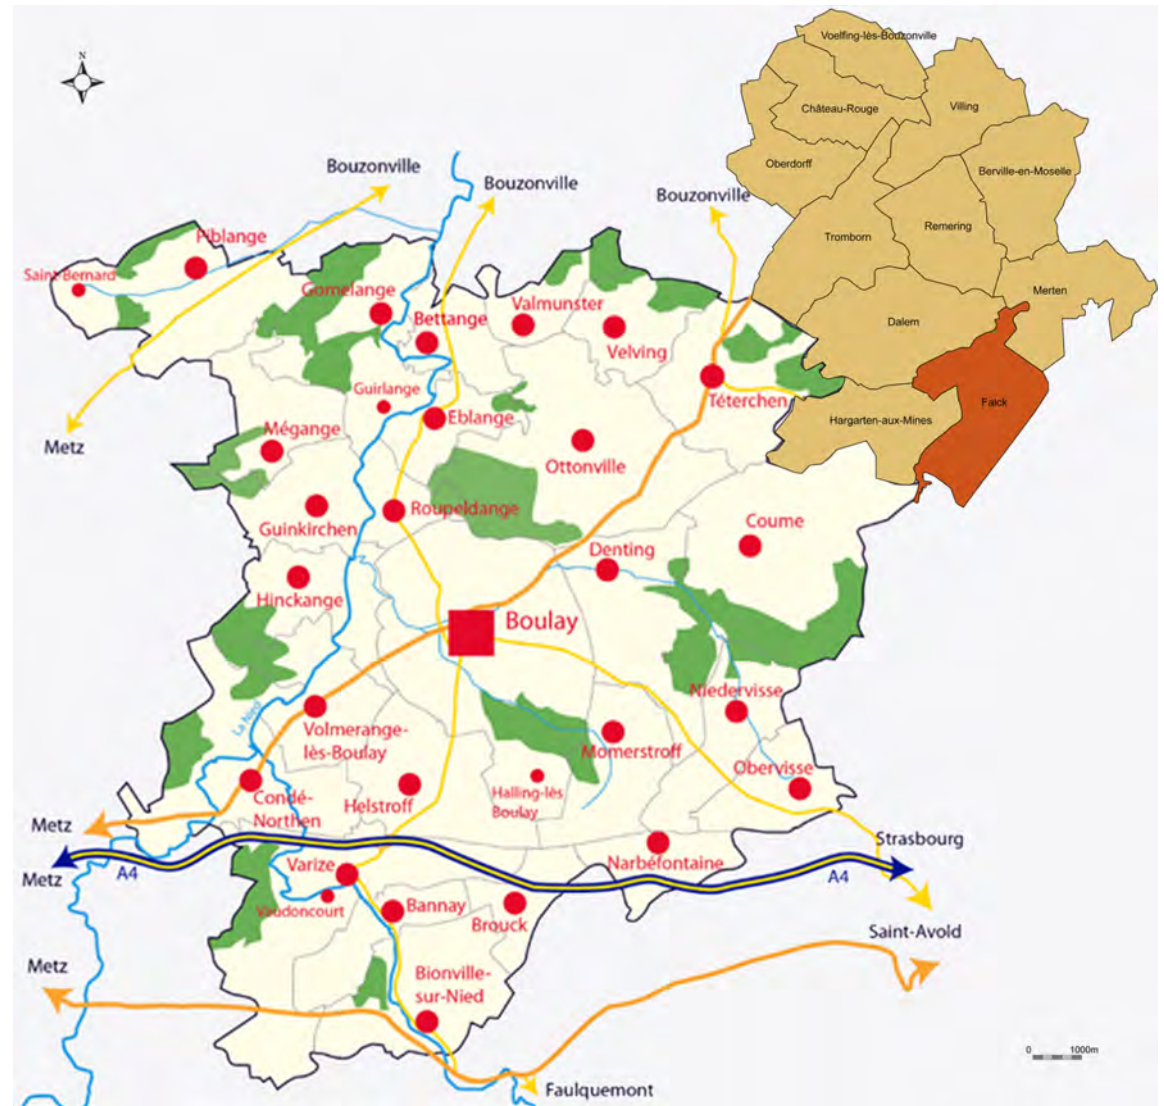 N
Voelfing-lès-Bouzonville
Château-Rouge
Villing
Oberdorff
Berville-en-Moselle
Tromborn
Remering
Merten
Dalem
Falck
Hargarten-aux-Mines
Bouzonville
Bouzonville
Bouzonville
Piblange
Saint-Bernard
Gomelange
Bettange
Valmunster
Velving
Guirlange
Téterchen
Eblange
Metz
Mégange
Ottonville
Guinkirchen
Roupeldange
Coume
Denting
Hinckange
Boulay
La Nied
Niedervisse
Volmerange-
lès-Boulay
Momerstroff
Obervisse
Condé-
Northen
Helstroff
Halling-lès
Boulay
Metz
Strasbourg
Narbéfontaine
Varize
A4
A4
Metz
Vaudoncourt
Bannay
Brouck
Saint-Avold
Metz
Bionville-
sur-Nied
0 1000m
Faulquemont